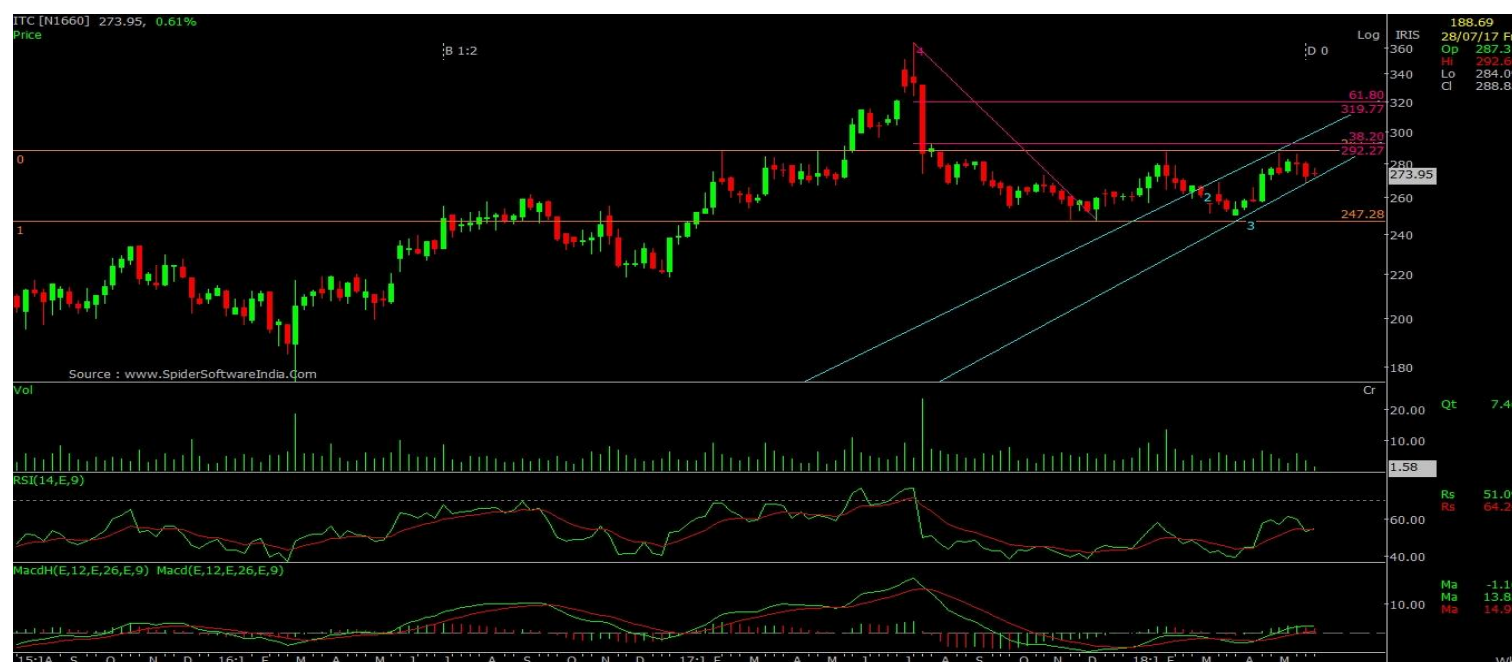 ITC [N1660] 273.95, 0.61%
Price
B 1:2
D 0
Log
IRIS
188.69
28/07/17 Fr
Op 287.3
Hi 292.6
Lo 284.0
Cl 288.8
360
340
320
300
280
273.95
260
240
220
200
180
4
61.80
319.77
38.20
292.27
0
2
247.28
1
3
Source : www.SpiderSoftwareIndia.Com
Vol
Cr
20.00
10.00
1.58
Qt 7.4
RSI(14,E,9)
60.00
40.00
Rs 51.0
Rs 64.2
MacdH(E,12,E,26,E,9) Macd(E,12,E,26,E,9)
10.00
Ma -1.1
Ma 13.8
Ma 14.9
15:1A S O N D 16:1 F M A M J J A S O N D 17:1 F M A M J J A S O N D 18:1 F M A M